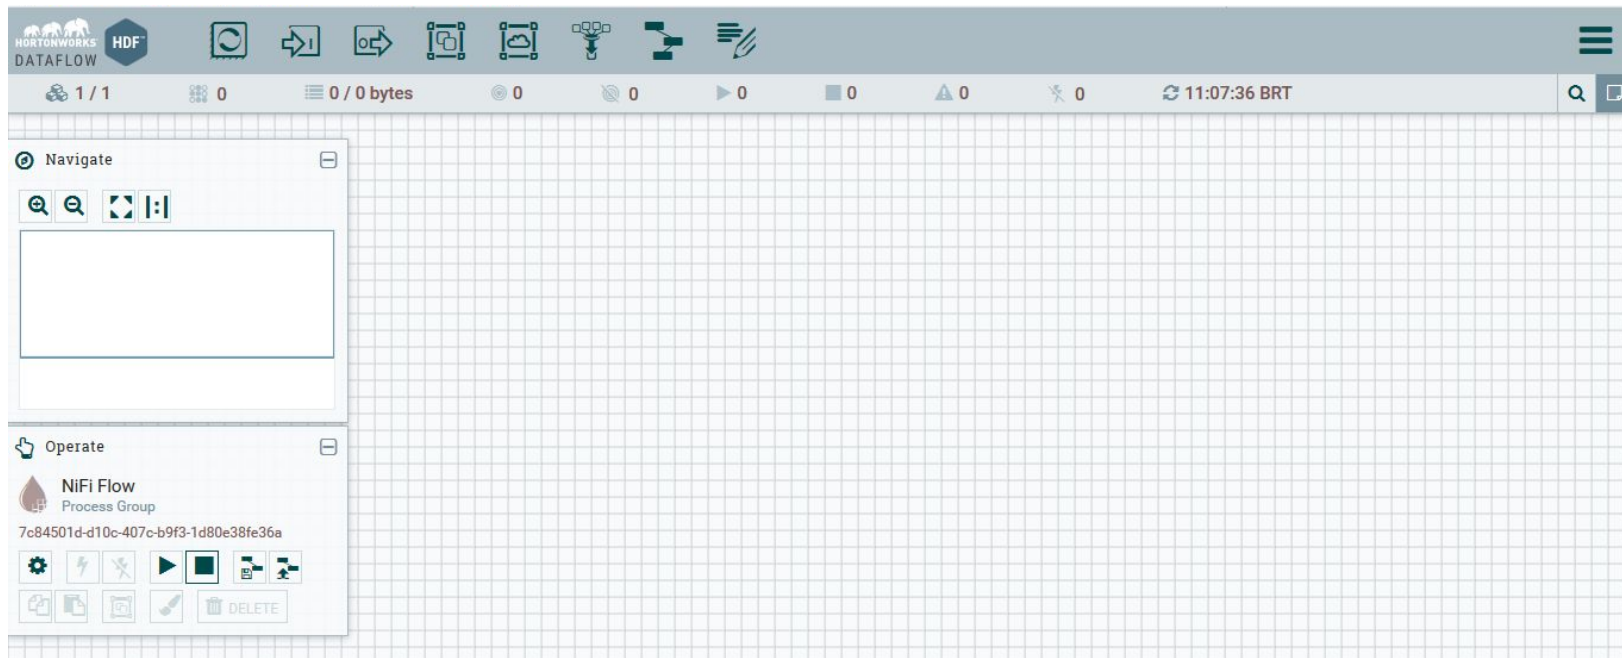 HORTONWORKS
DATAFLOW
HDF™
1 / 1 0 0 / 0 bytes 0 0 0 0 0 0 11:07:36 BRT
Navigate
Operate
NiFi Flow
Process Group
7c84501d-d10c-407c-b9f3-1d80e38fe36a
DELETE